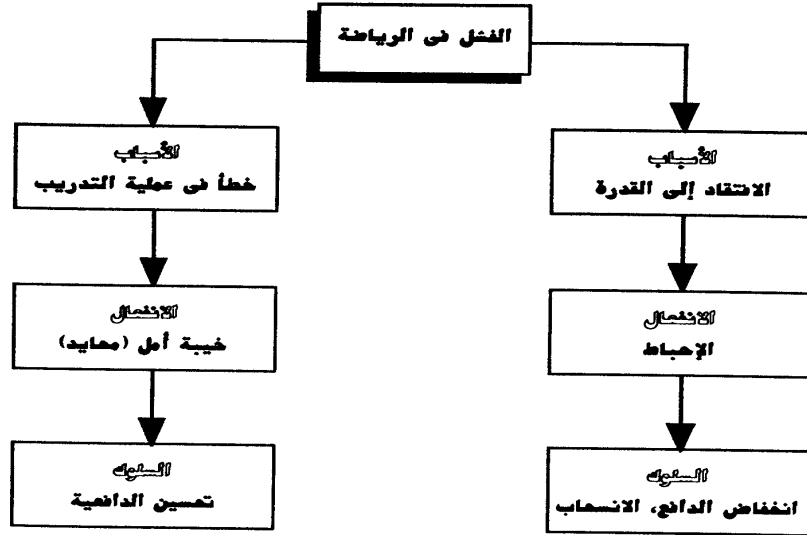 الفشل فى الرياضة
الأسباب
الافتقاد إلى القدرة
الانفعال
الإحباط
السلوك
انخفاض الدافع، الانسحاب
الأسباب
خطأ فى عملية التدريب
الانفعال
خيبة أمل (محايد)
السلوك
تحسين الدافعية